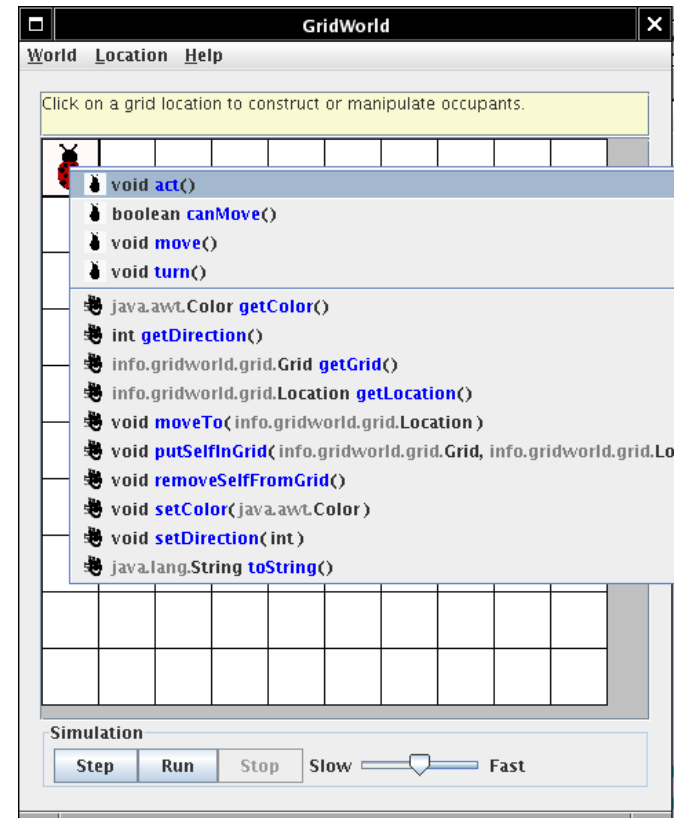 GridWorld
World Location Help
Click on a grid location to construct or manipulate occupants.
void act()
boolean canMove()
void move()
void turn()
java.awt.Color getColor()
int getDirection()
info.gridworld.grid.Grid getGrid()
info.gridworld.grid.Location getLocation()
void moveTo(info.gridworld.grid.Location)
void putSelfInGrid(info.gridworld.grid.Grid, info.gridworld.grid.Lo
void removeSelfFromGrid()
void setColor(java.awt.Color)
void setDirection(int)
java.lang.String toString()
Simulation
Step Run Stop Slow Fast